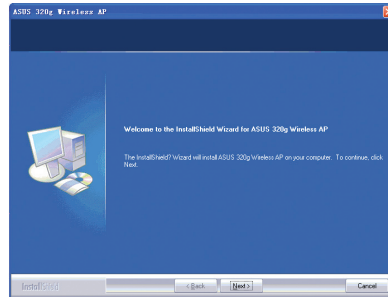 ASUS 320g Wireless AP
Welcome to the InstallShield Wizard for ASUS 320g Wireless AP
The InstallShield? Wizard will install ASUS 320g Wireless AP on your computer. To continue, click
Next.
InstallShield
< Back
Next >
Cancel